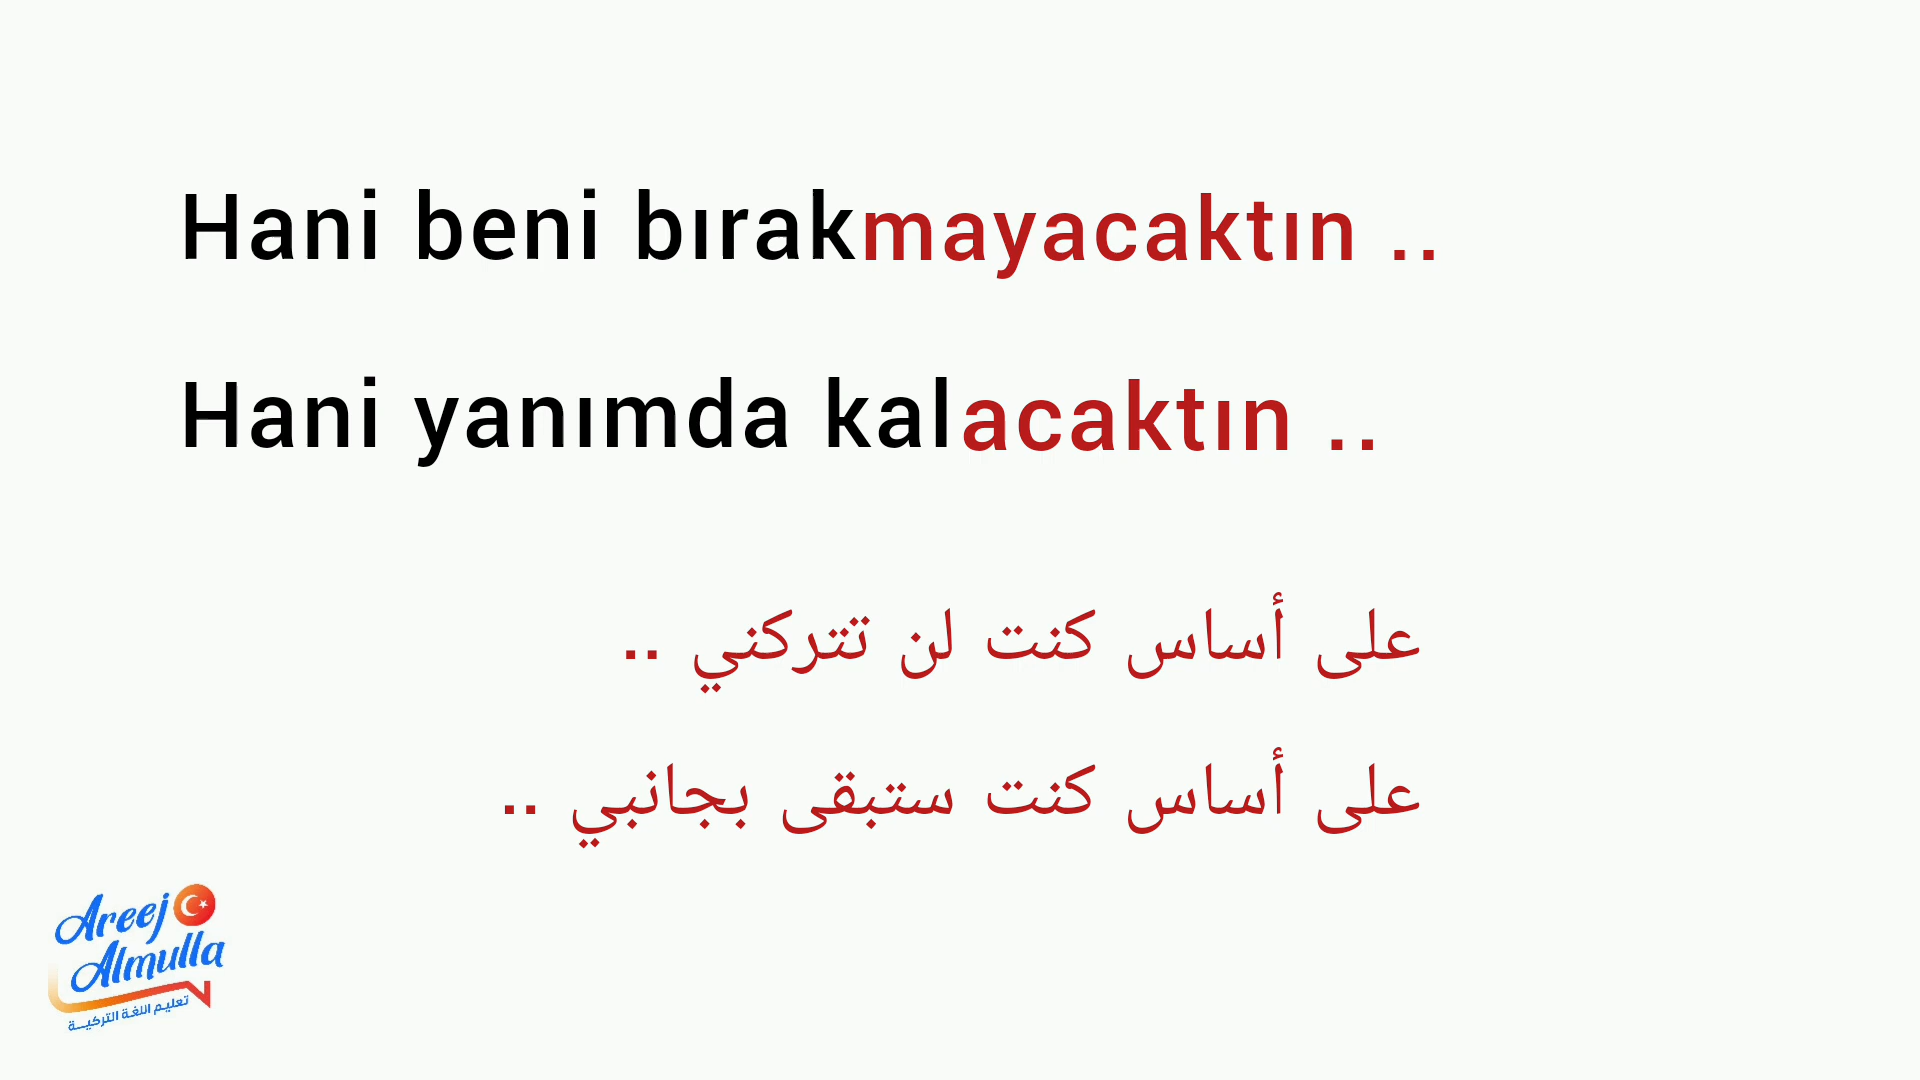 Hani beni bırakmayacaktın ..
Hani yanımda kalacaktın ..
على أساس كنت لن تتركني ..
على أساس كنت ستبقى بجانبي ..
Areej
Almulla
تعليم اللغة التركيـــة